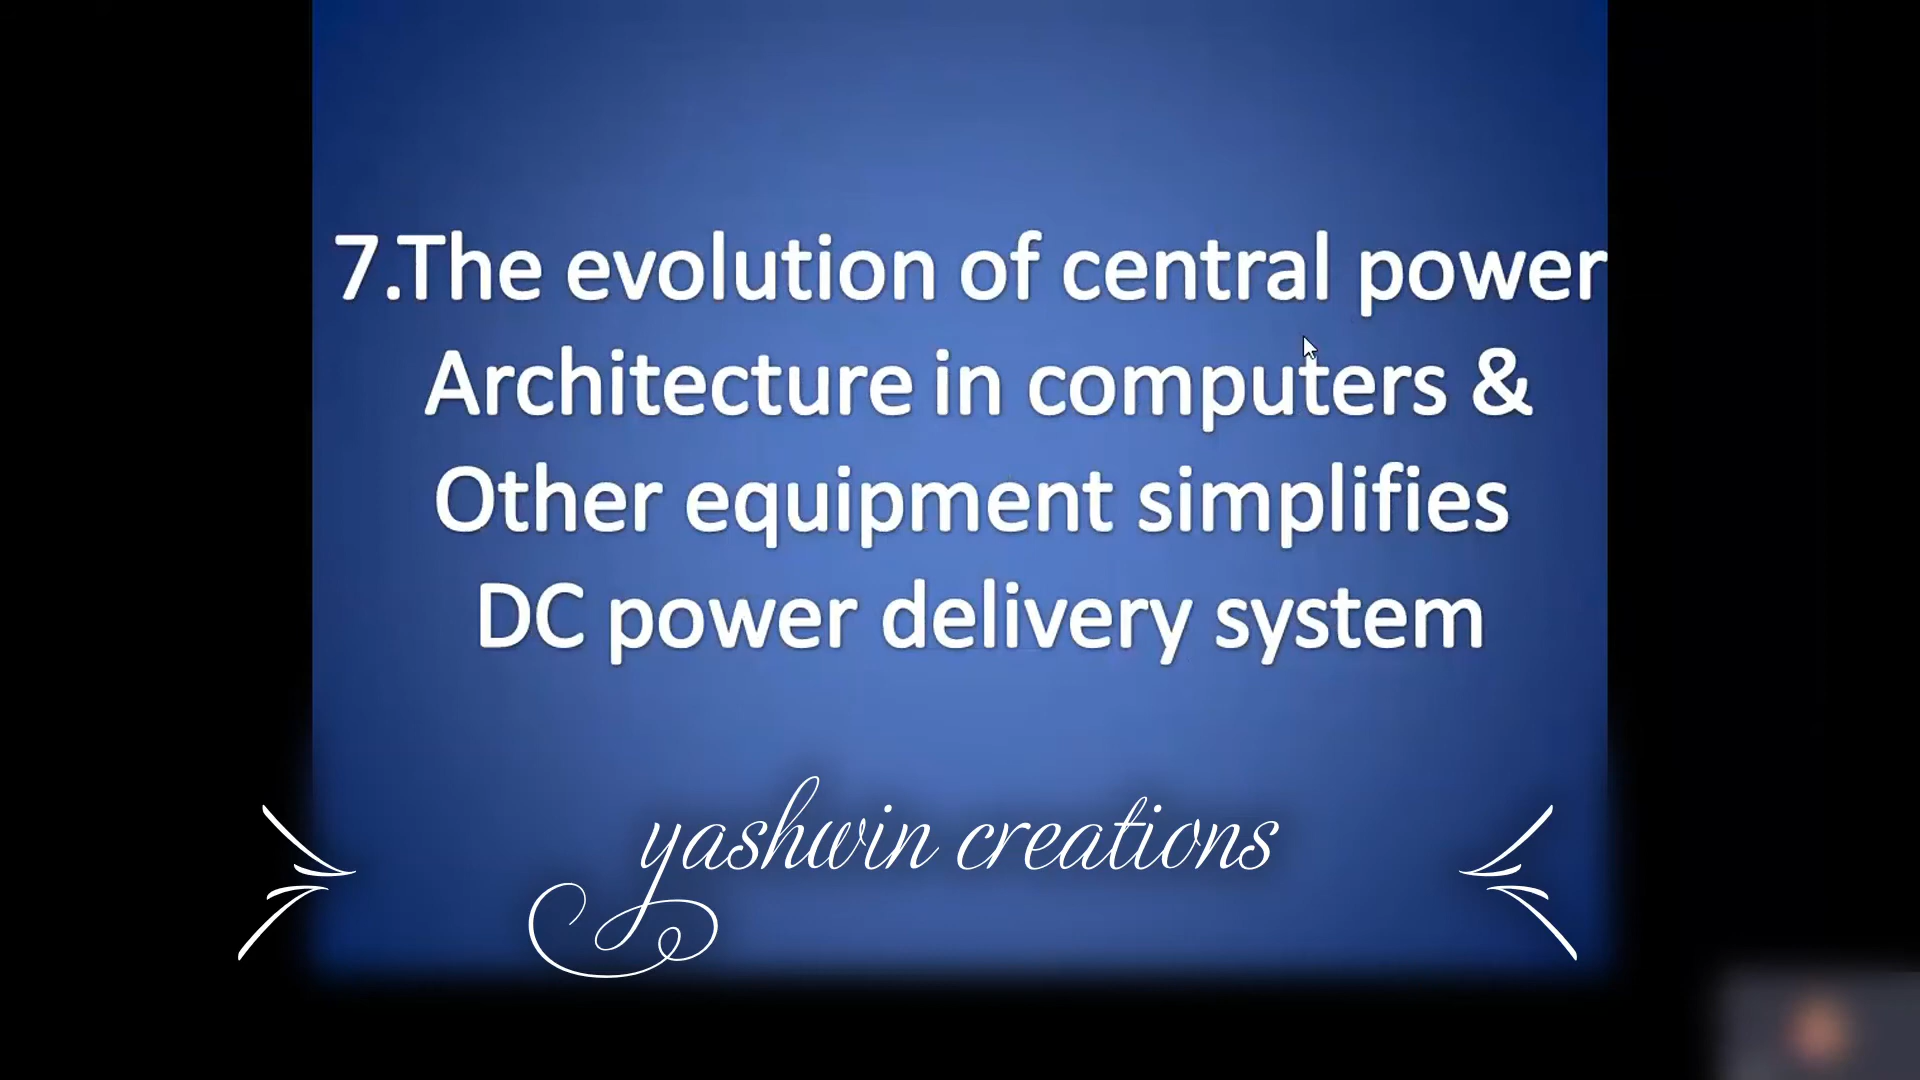 7.The evolution of central power
Architecture in computers &
Other equipment simplifies
DC power delivery system
yashwin creations